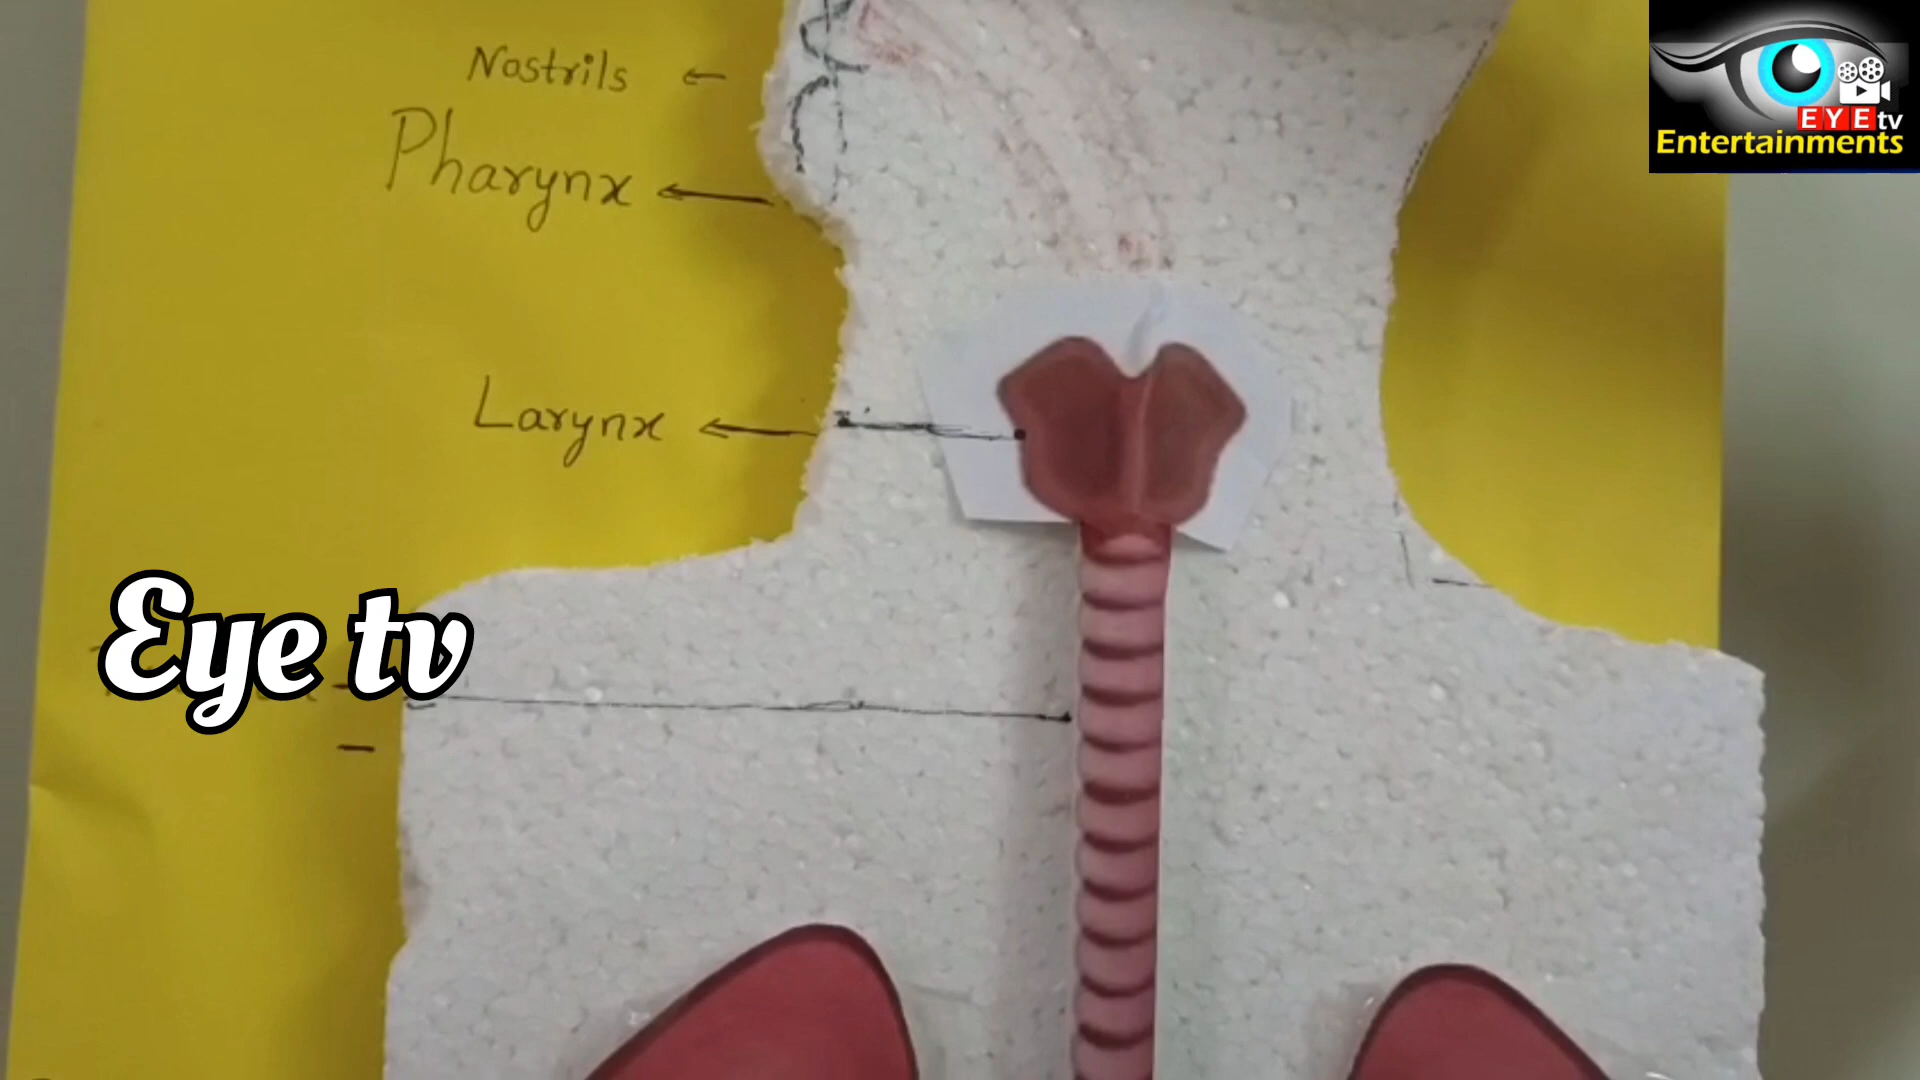 Nostrils
Pharynx
Larynx
Eye tv
EYE tv
Entertainments